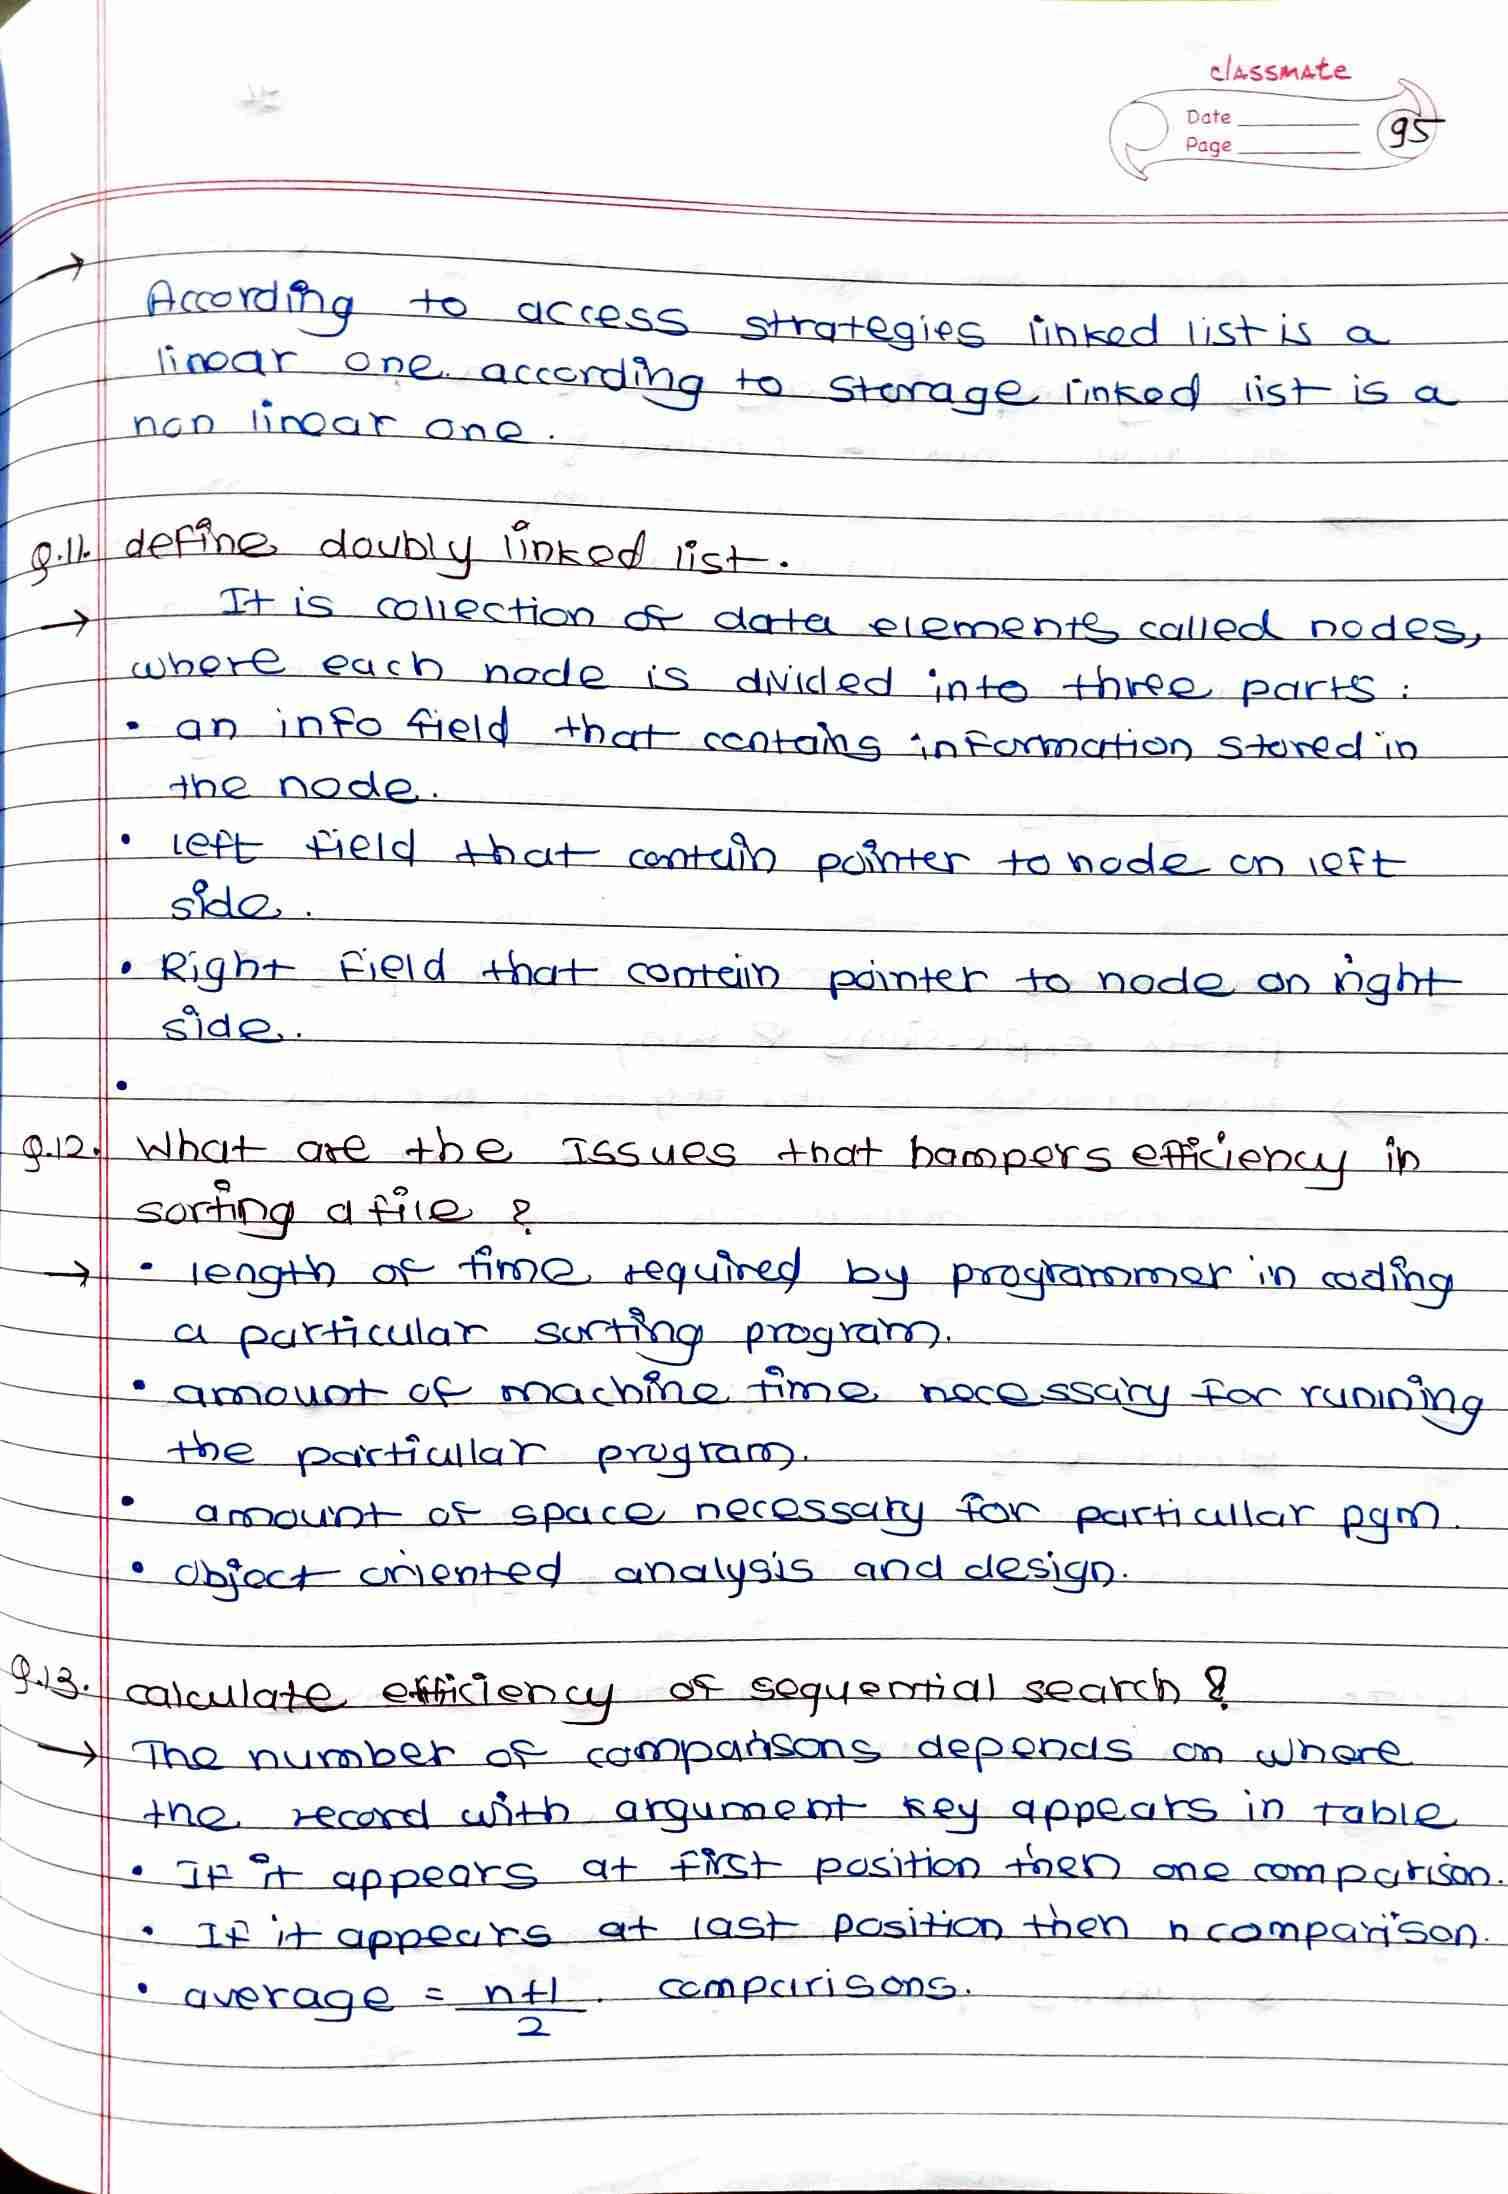 classmate
Date
Page
95
→
According to access strategies linked list is a
linear one. according to storage linked list is a
non linear one.
Q.11. define doubly linked list.
→ It is collection of data elements called nodes,
where each node is divided into three parts :
• an info field that contains information stored in
the node.
• left field that contain pointer to node on left
side.
• Right field that contain pointer to node on right
side.
•
Q.12. What are the Issues that hampers efficiency in
sorting a file ?
→ • length of time required by programmer in coding
a particular sorting program.
• amount of machine time necessary for running
the particullar program.
• amount of space necessary for particullar pgm.
• object oriented analysis and design.
Q.13. calculate efficiency of sequential search ?
→ The number of comparisons depends on where
the record with argument key appears in table
• If it appears at first position then one comparison.
• If it appears at last position then n comparison.
• average = n+1/2 . comparisons.